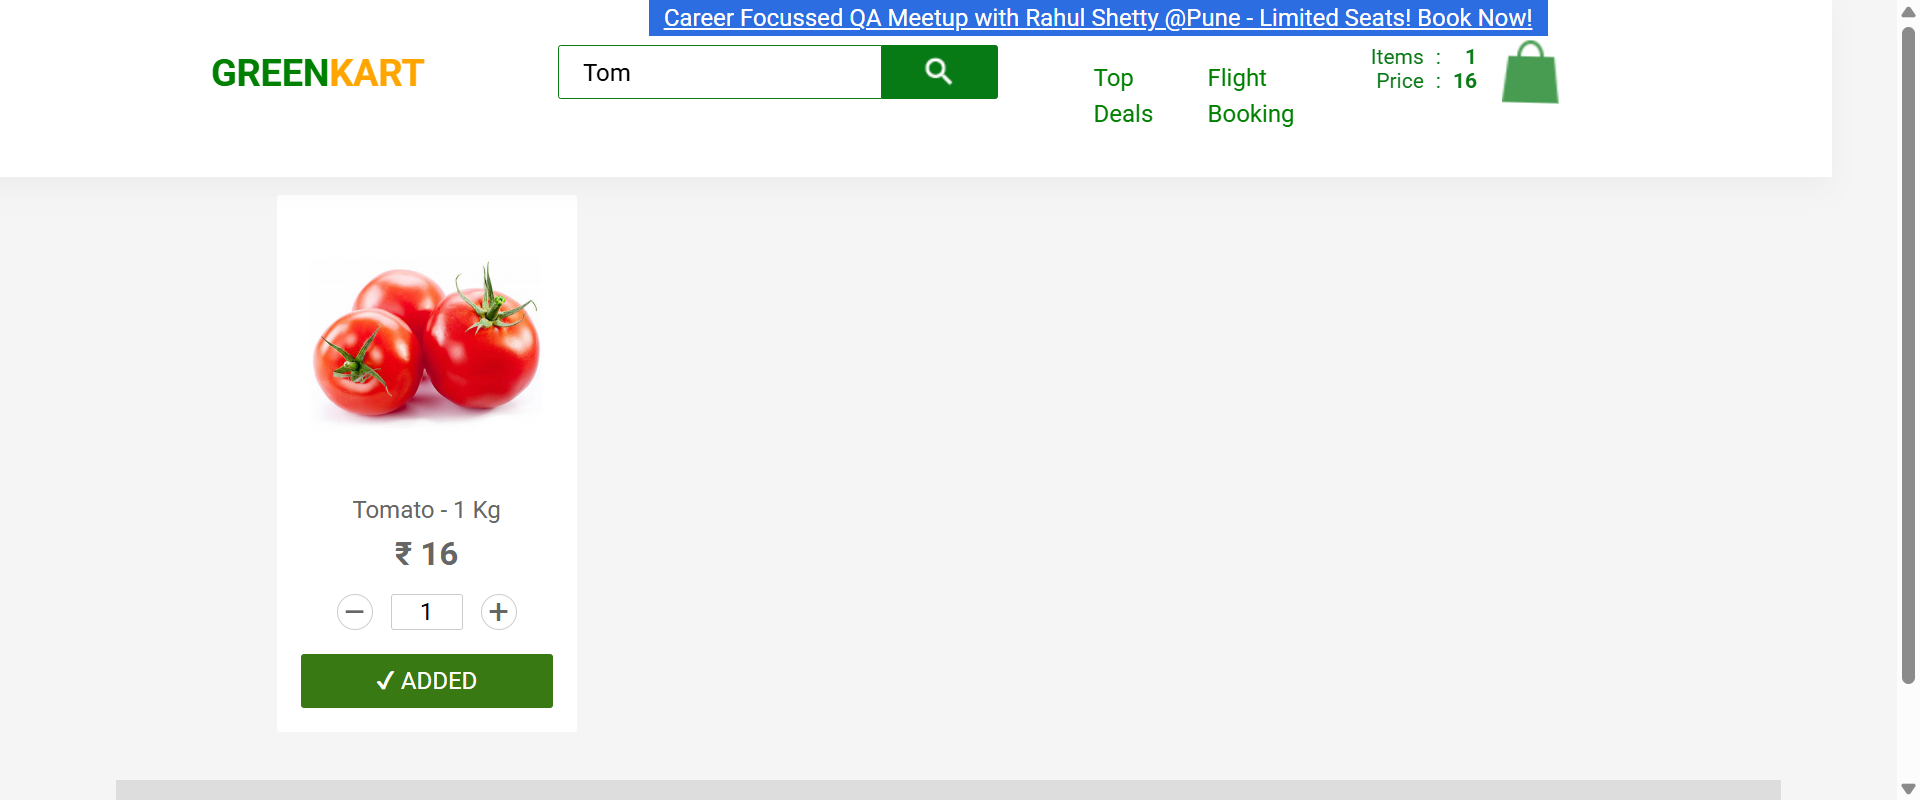 Career Focussed QA Meetup with Rahul Shetty @Pune - Limited Seats! Book Now!
GREENKART
Tom
Top Deals
Flight Booking
Items : 1
Price : 16
Tomato - 1 Kg
₹ 16
− 1 +
✓ ADDED